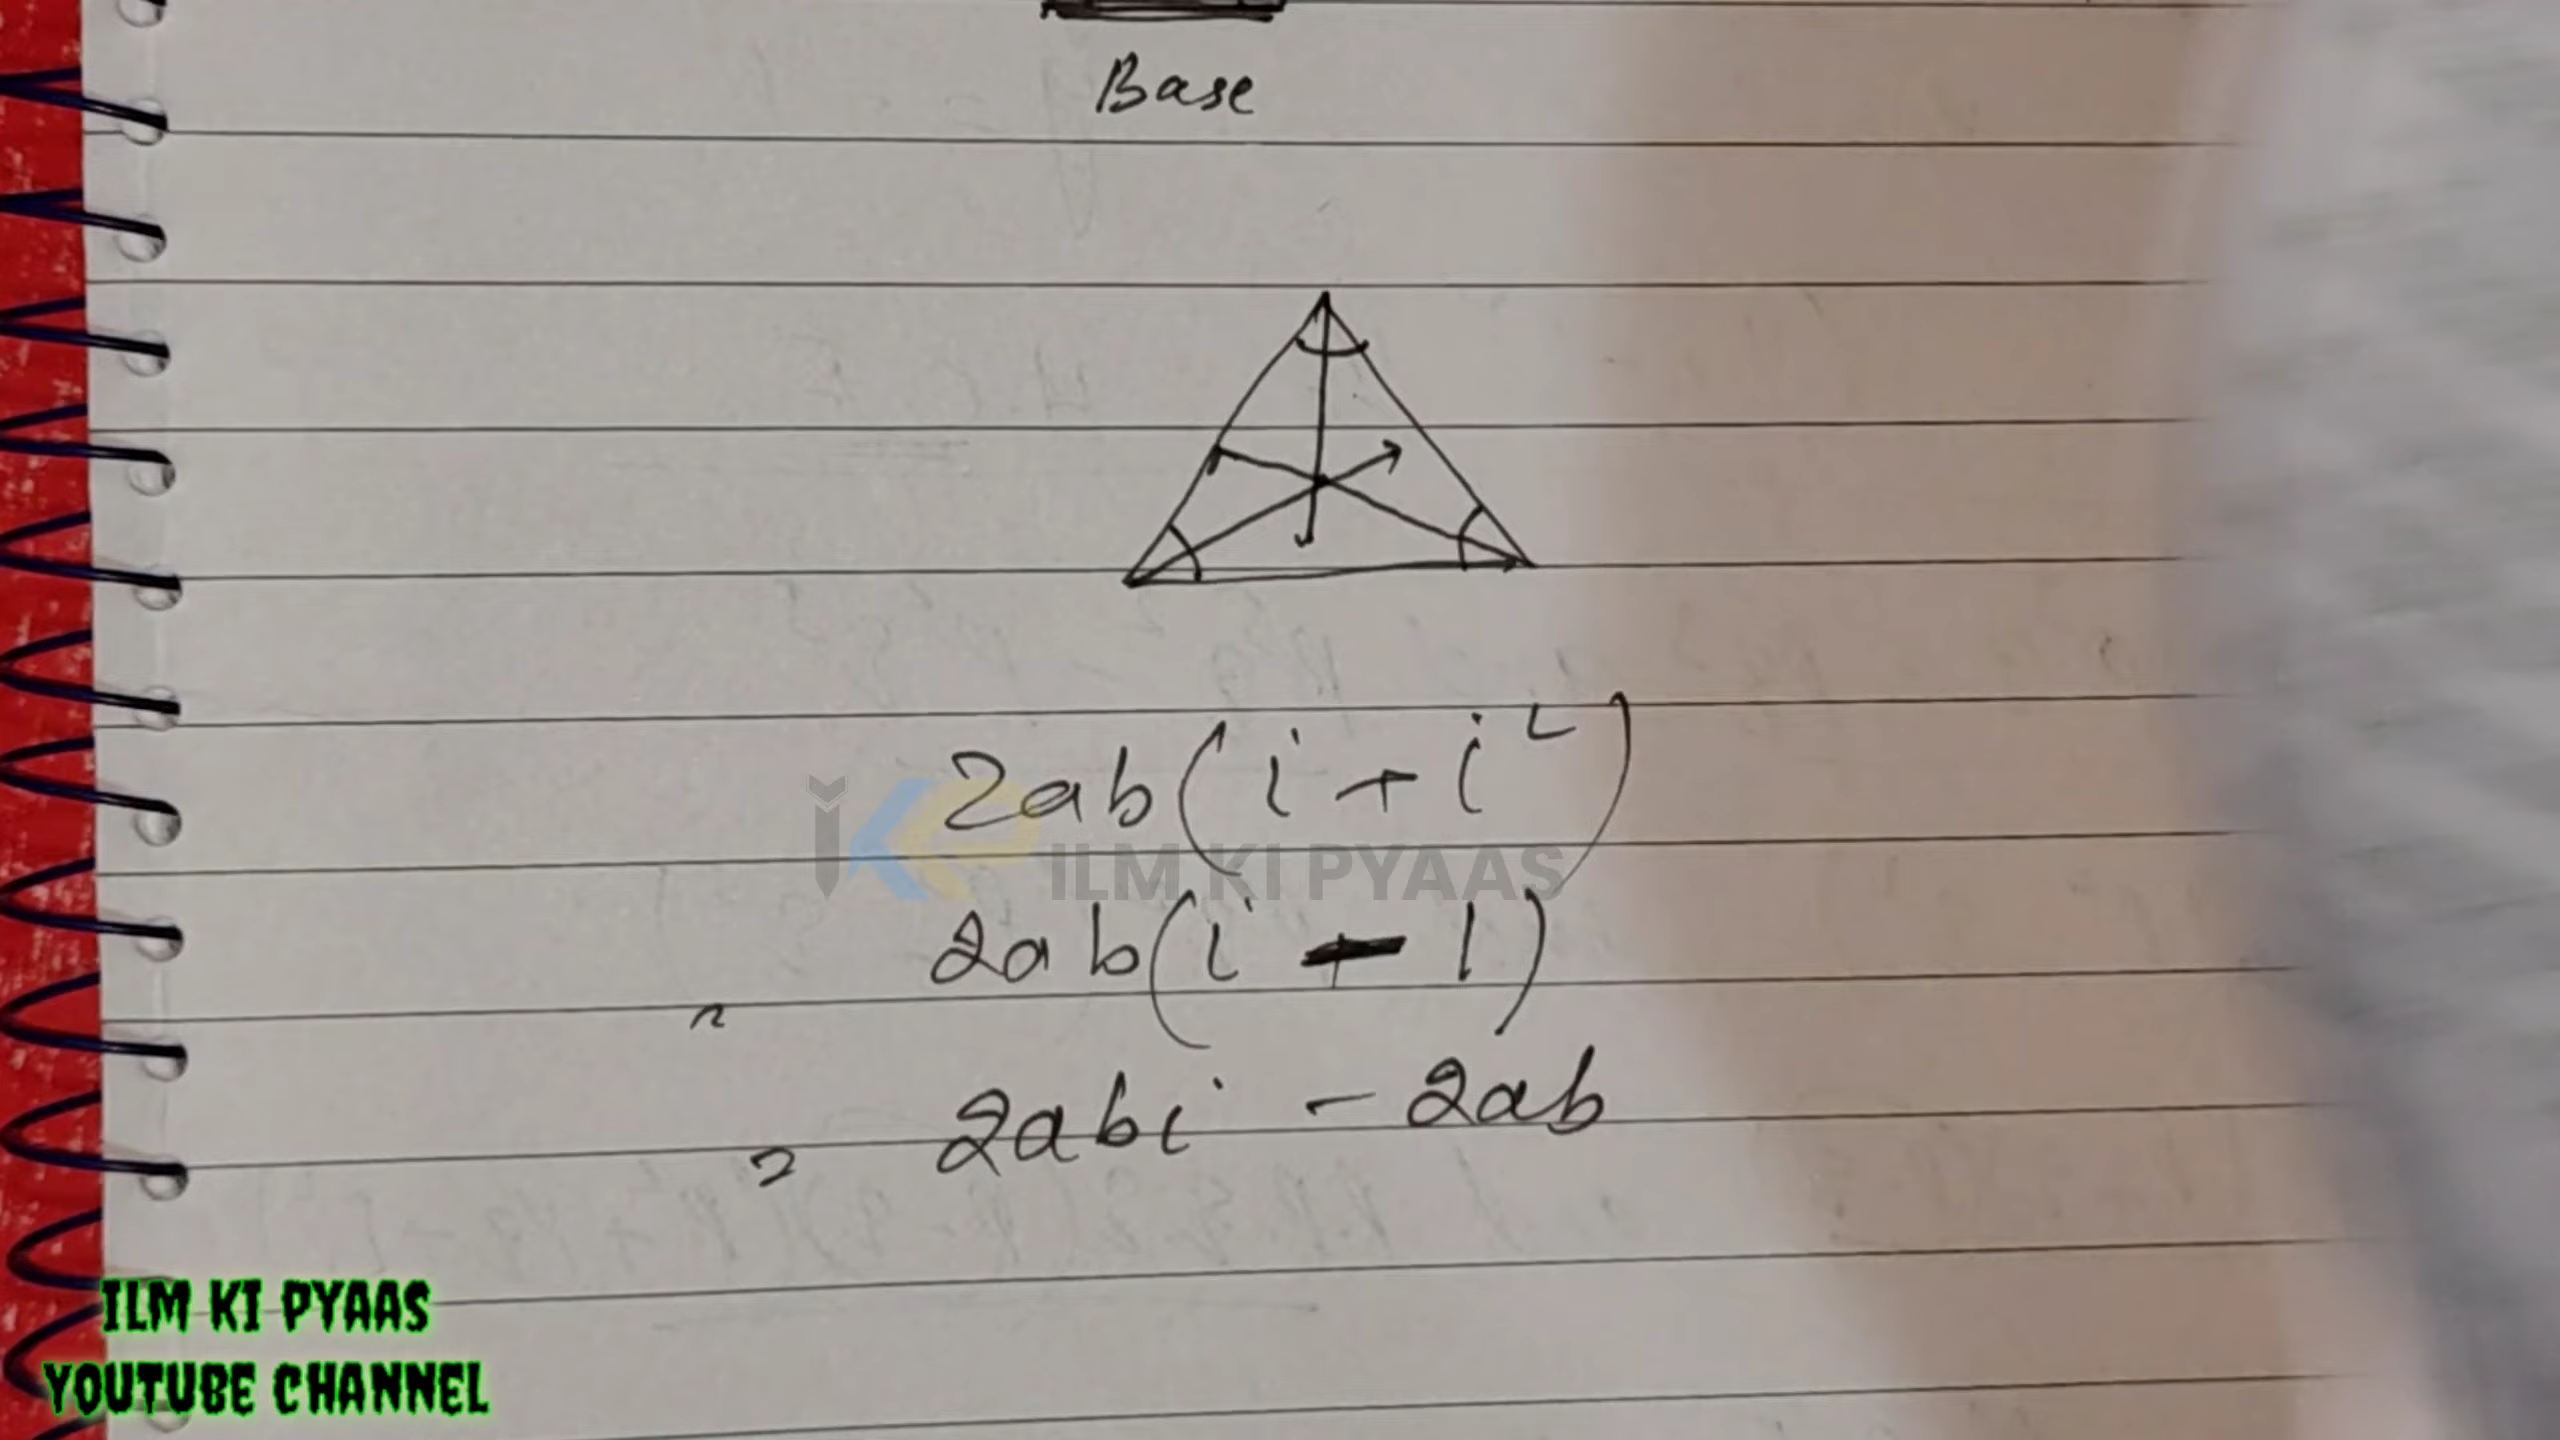 Base
2ab(i + i²)
ILM KI PYAAS
2ab(i - 1)
= 2abi - 2ab
ILM KI PYAAS
YOUTUBE CHANNEL